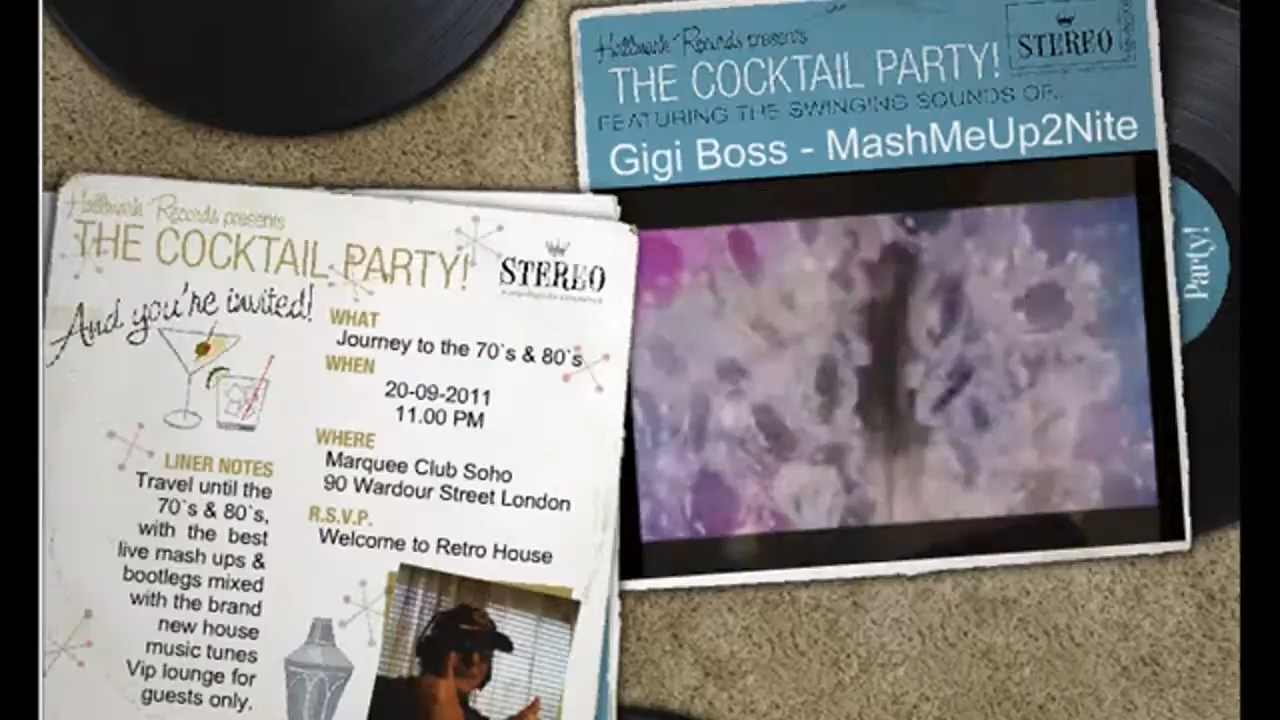 Hallmark Records presents
THE COCKTAIL PARTY!
STEREO
And you're invited!
WHAT
Journey to the 70`s & 80`s
WHEN
20-09-2011
11.00 PM
WHERE
Marquee Club Soho
90 Wardour Street London
R.S.V.P.
Welcome to Retro House
LINER NOTES
Travel until the
70`s & 80`s,
with the best
live mash ups &
bootlegs mixed
with the brand
new house
music tunes
Vip lounge for
guests only.
Hallmark Records presents
THE COCKTAIL PARTY!
STEREO
FEATURING THE SWINGING SOUNDS OF..
Gigi Boss - MashMeUp2Nite
Party!